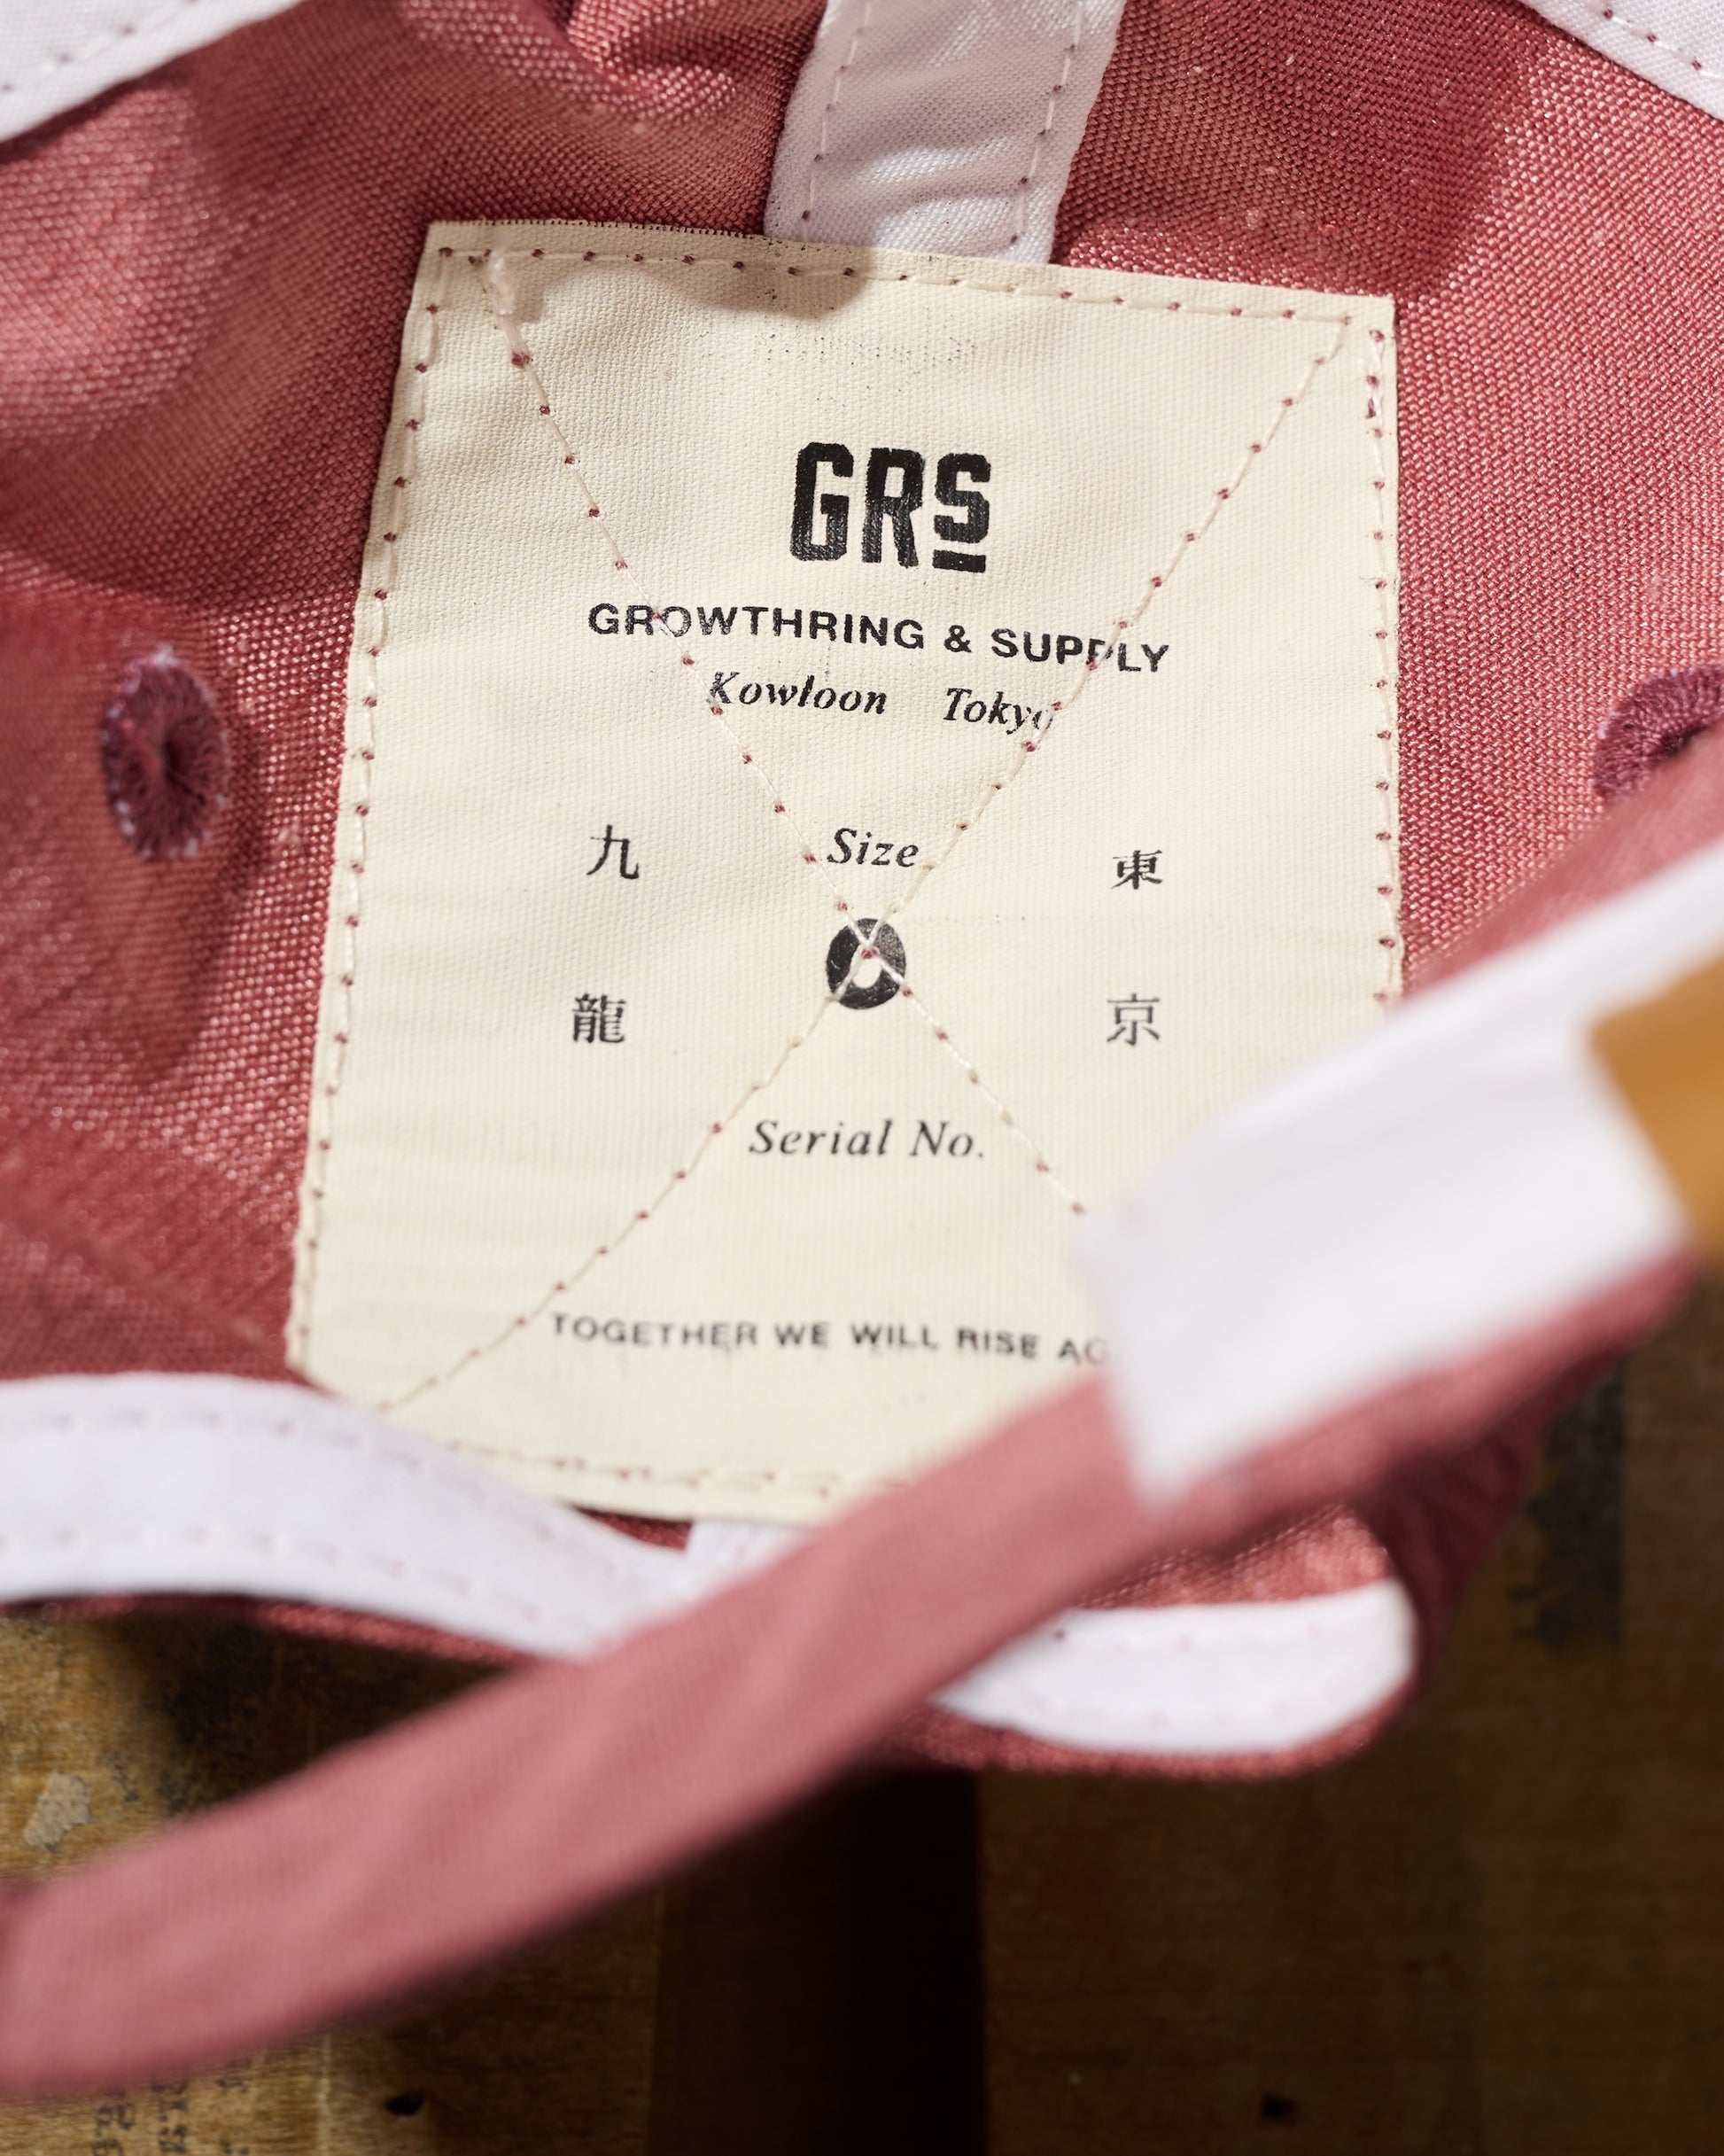 GRS
GROWTHRING & SUPPLY
Kowloon Tokyo
九龍
Size
O
東京
Serial No.
TOGETHER WE WILL RISE